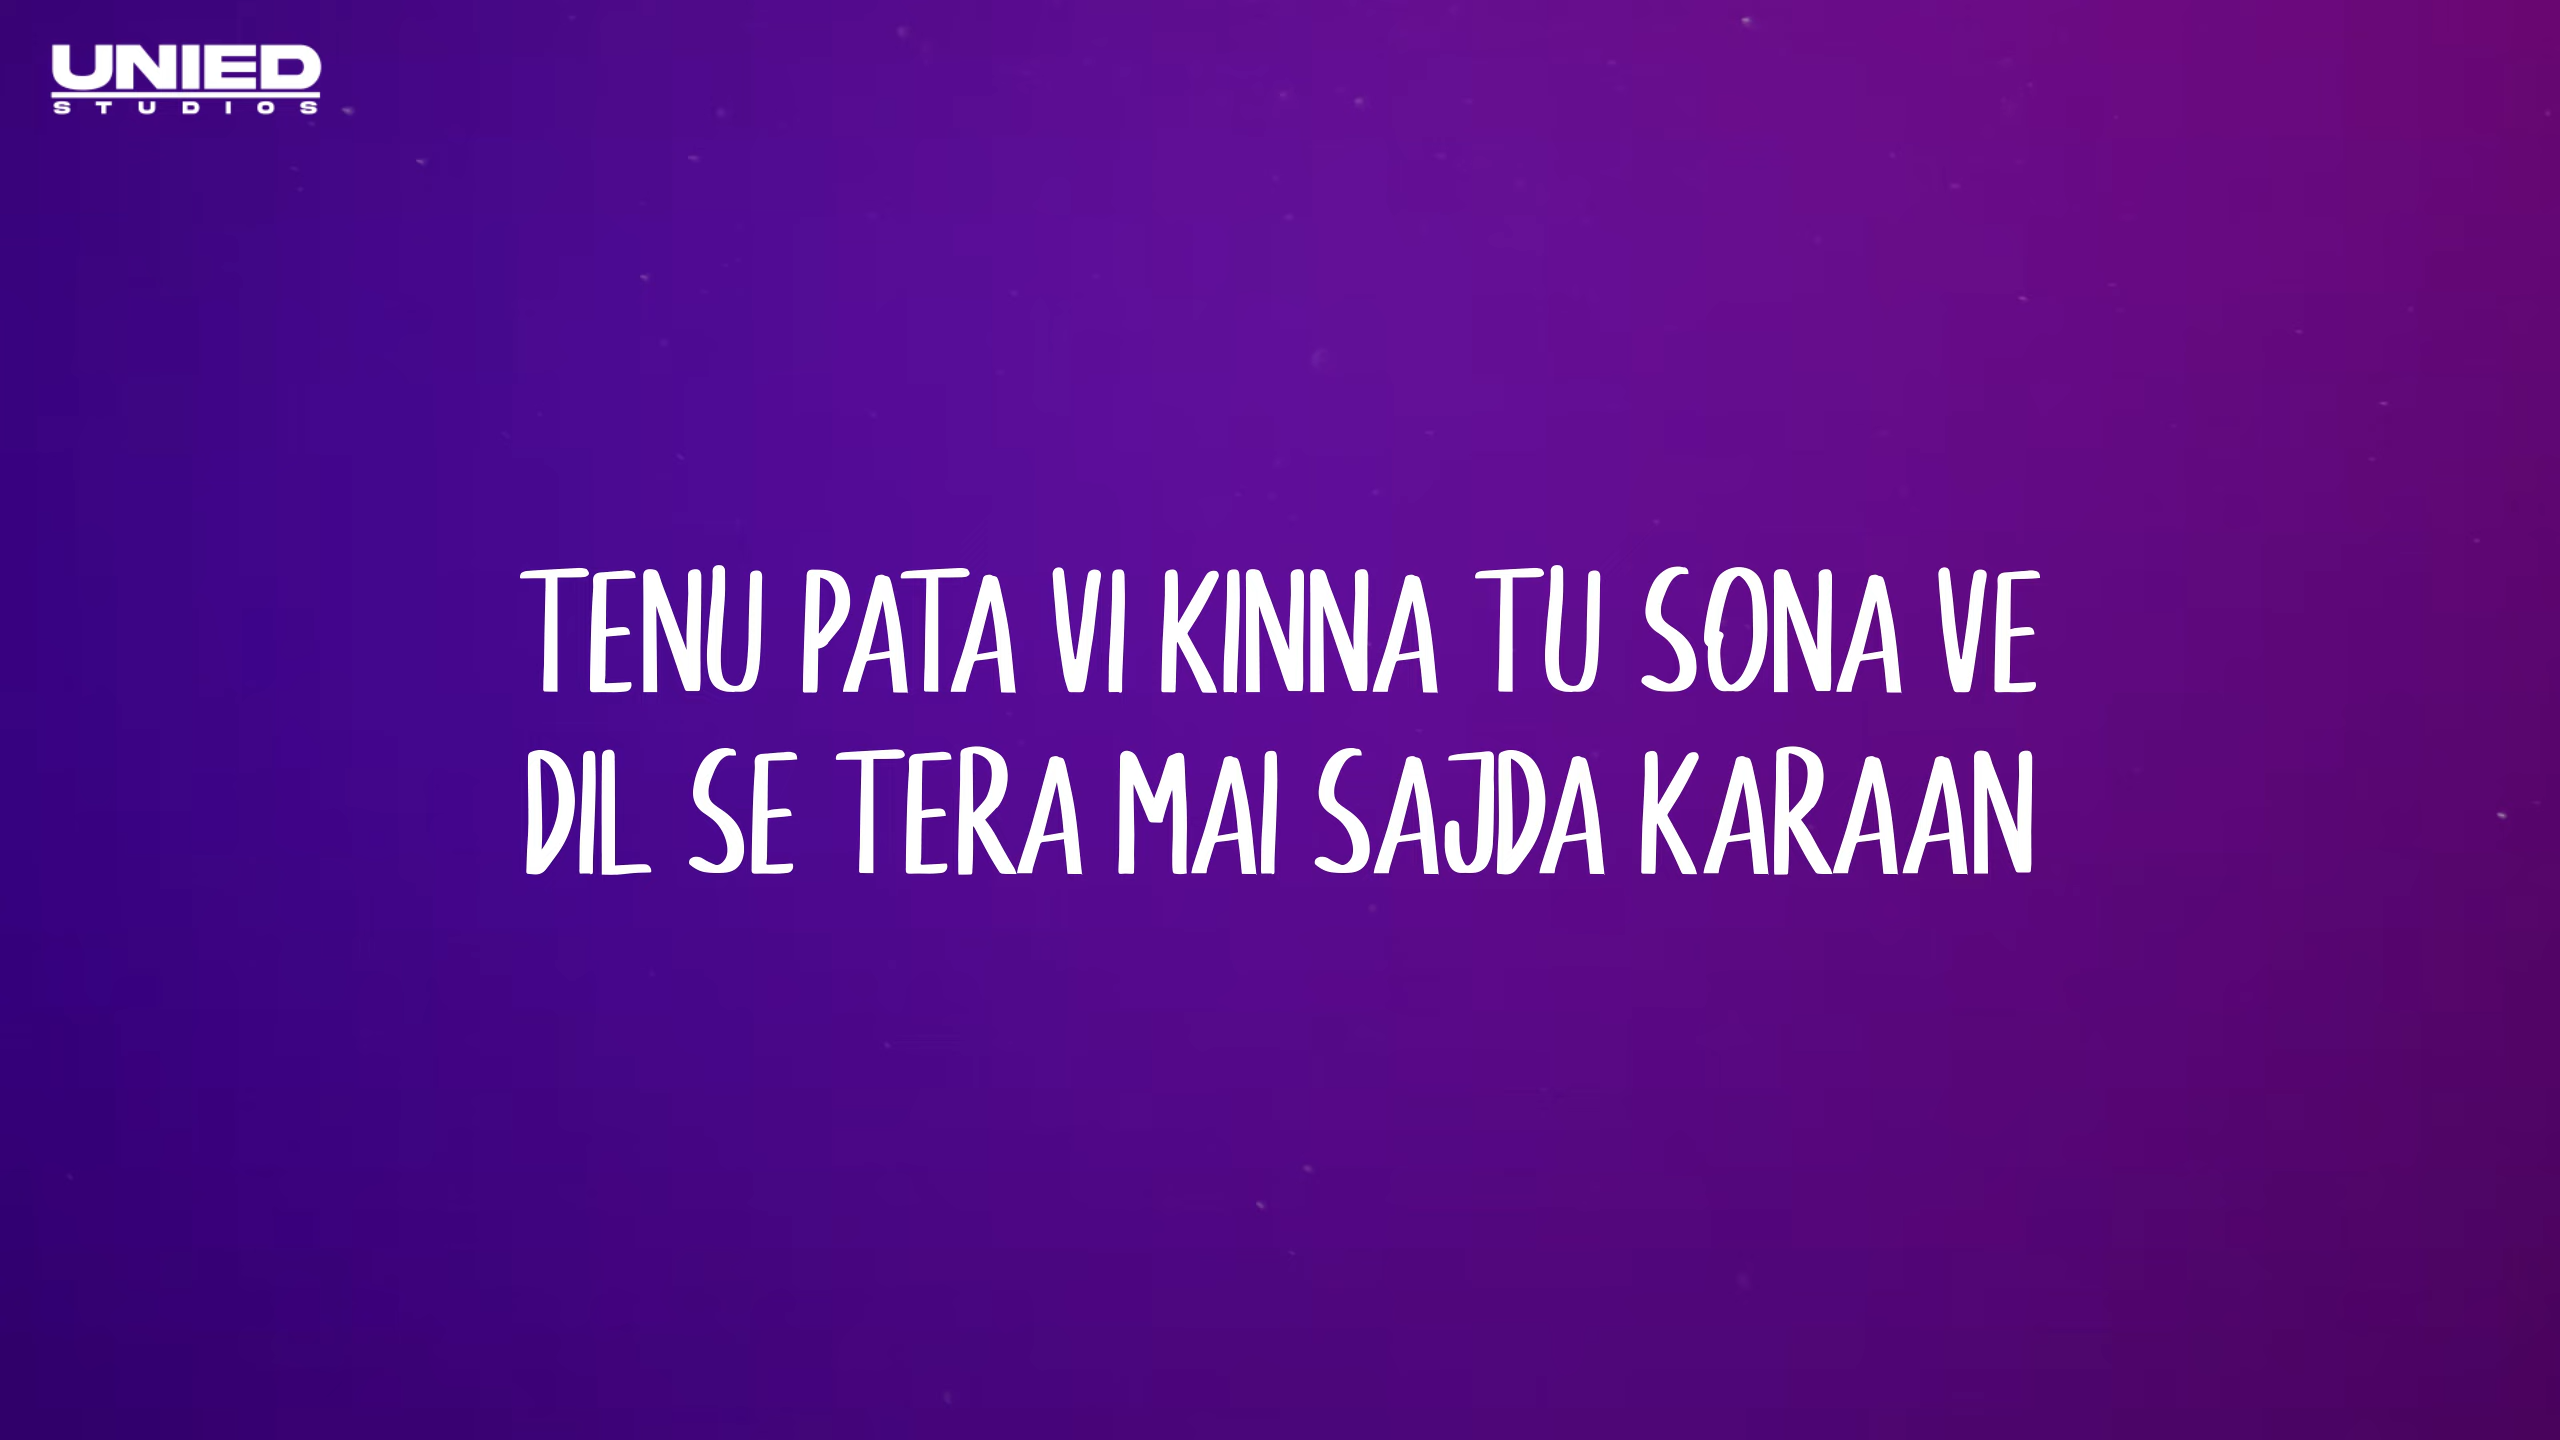 UNIED
STUDIOS
TENU PATA VI KINNA TU SONA VE
DIL SE TERA MAI SAJDA KARAAN